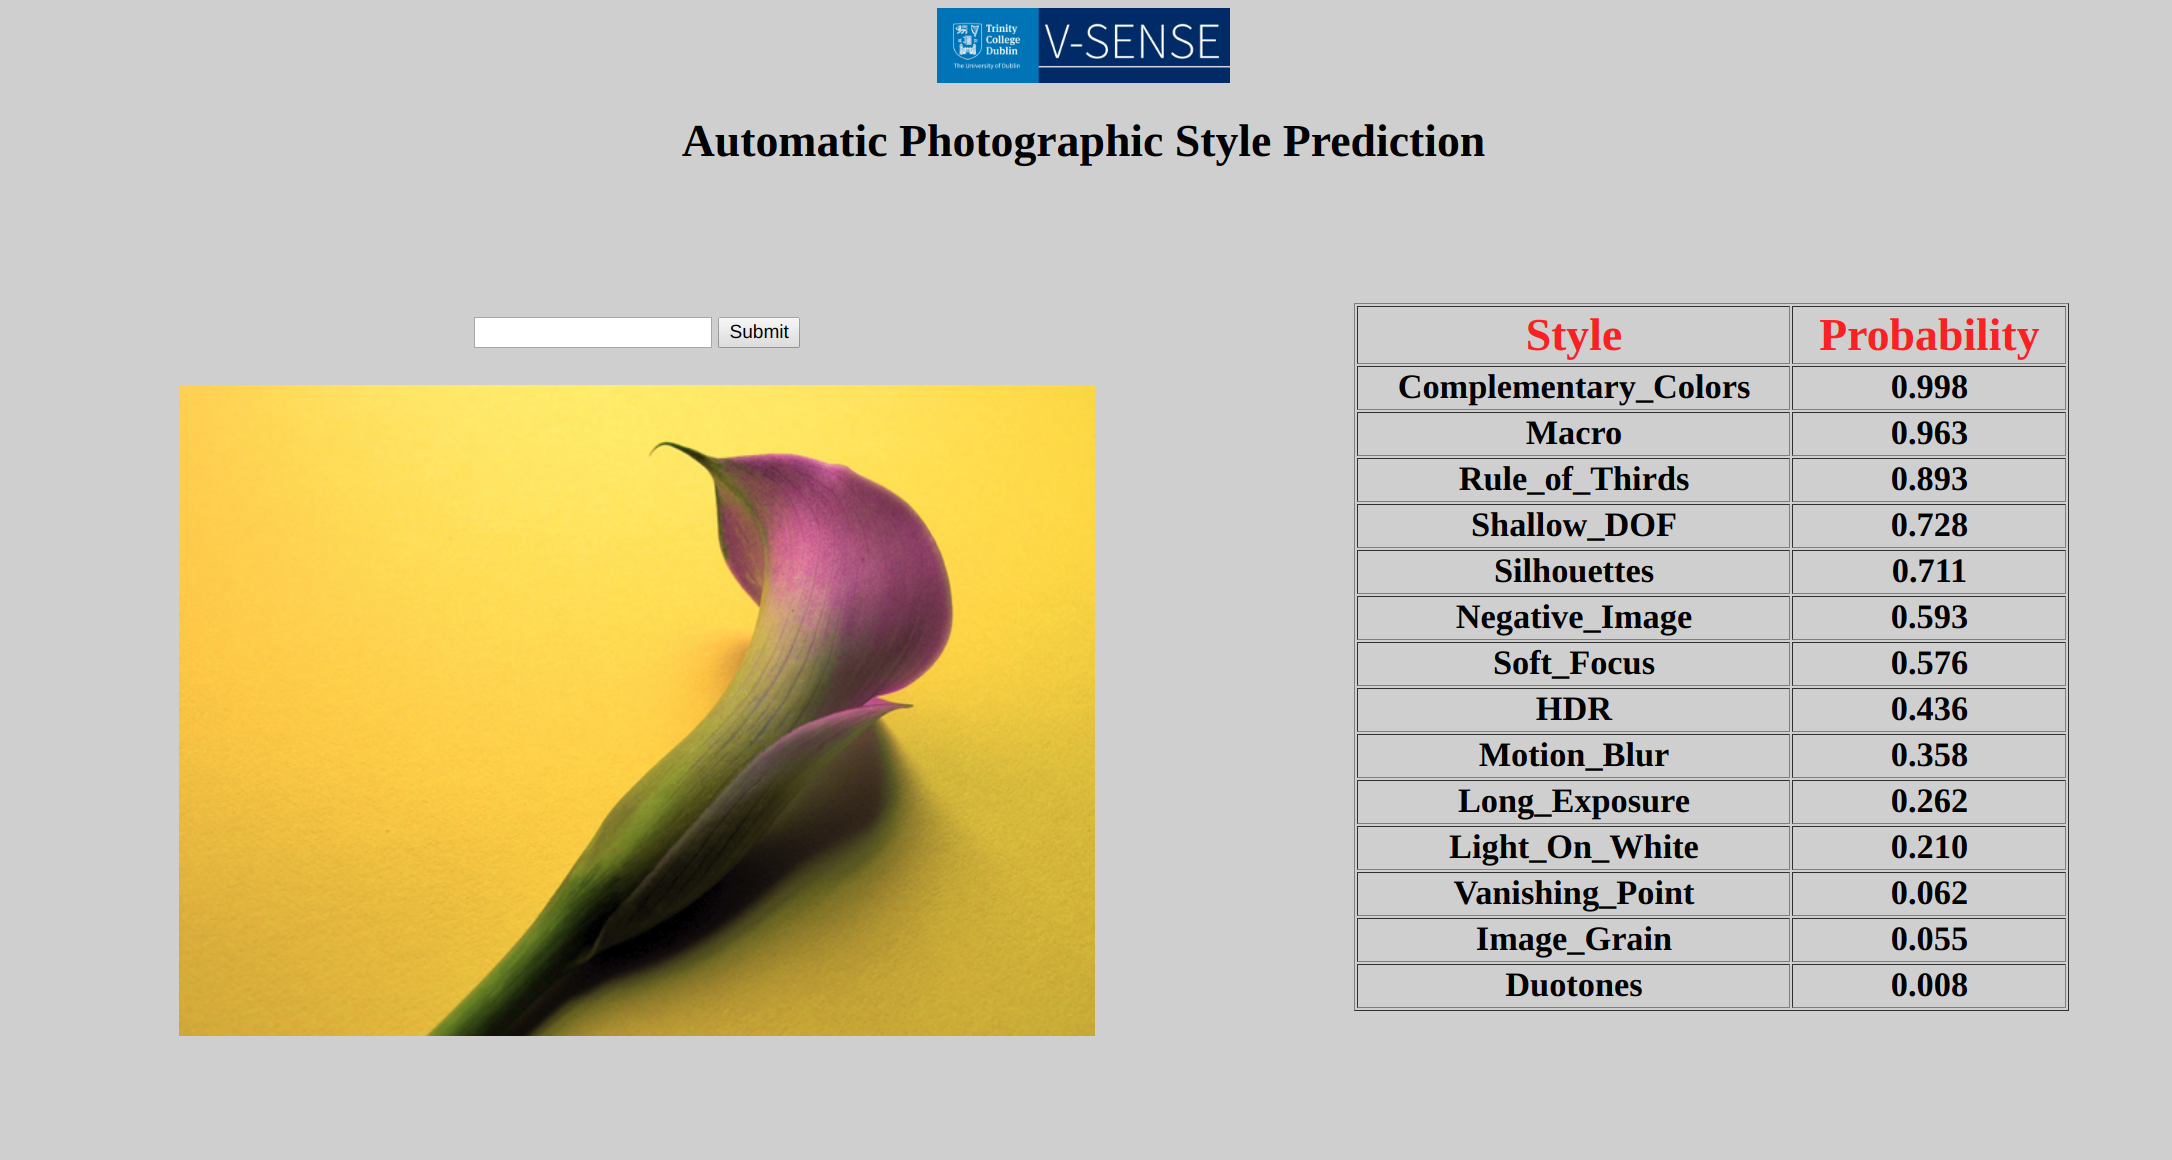 Trinity
College
Dublin
The University of Dublin
V-SENSE
Automatic Photographic Style Prediction
Submit
Style Probability
Complementary_Colors 0.998
Macro 0.963
Rule_of_Thirds 0.893
Shallow_DOF 0.728
Silhouettes 0.711
Negative_Image 0.593
Soft_Focus 0.576
HDR 0.436
Motion_Blur 0.358
Long_Exposure 0.262
Light_On_White 0.210
Vanishing_Point 0.062
Image_Grain 0.055
Duotones 0.008